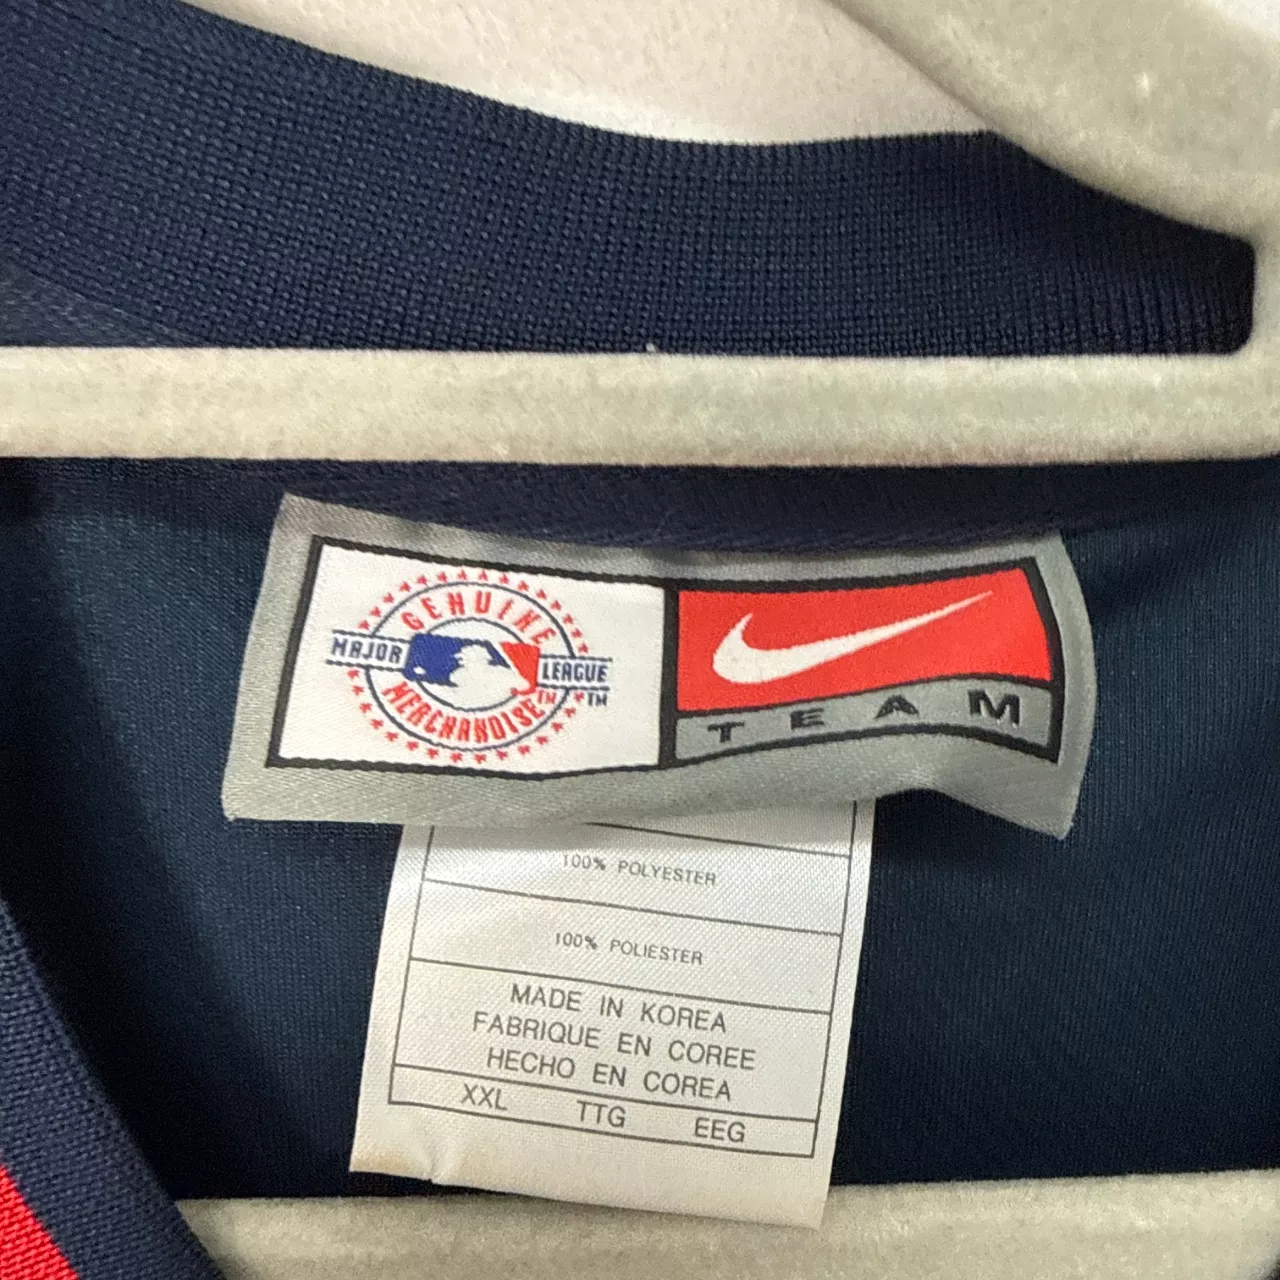 GENUINE
MAJOR LEAGUE
MERCHANDISE™ ™
TEAM
100% POLYESTER
100% POLIESTER
MADE IN KOREA
FABRIQUE EN COREE
HECHO EN COREA
XXL TTG EEG